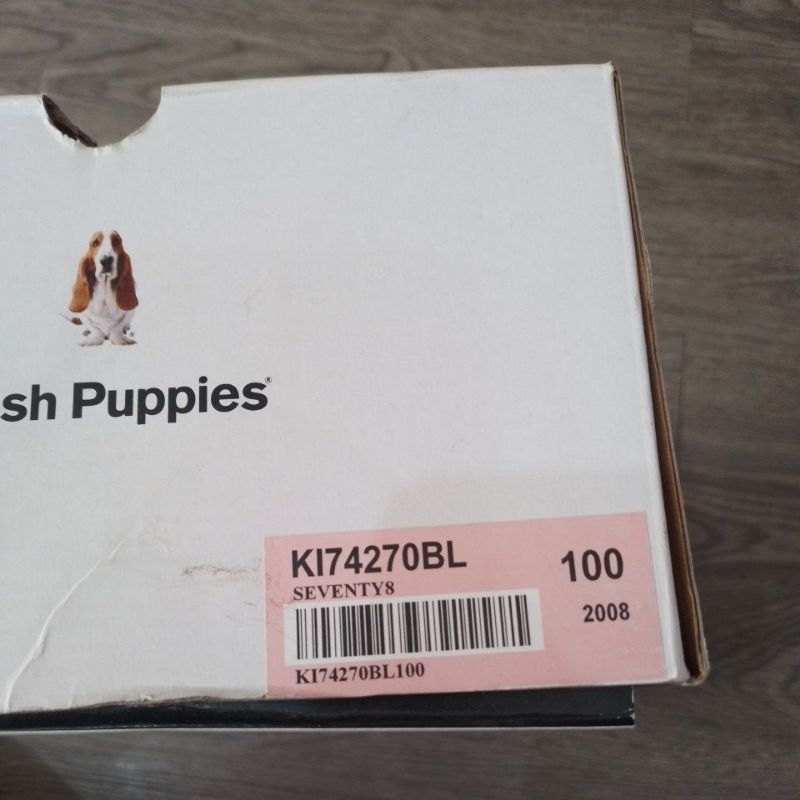 sh Puppies®
KI74270BL
100
SEVENTY8
2008
KI74270BL100